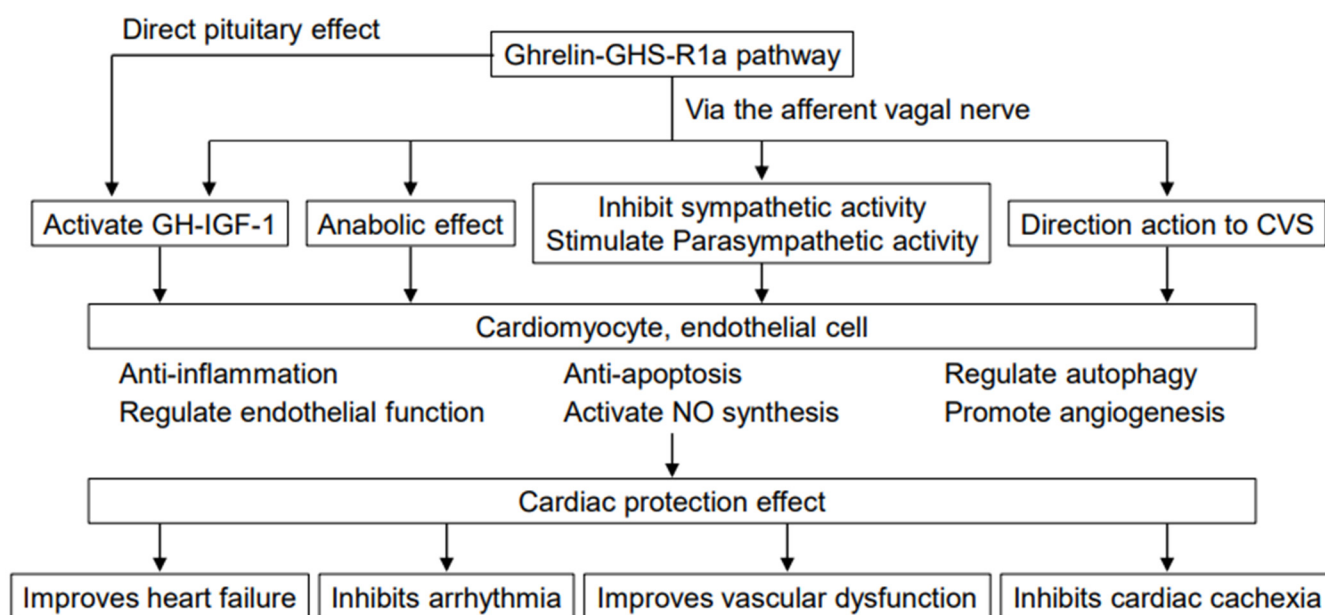 Direct pituitary effect
Ghrelin-GHS-R1a pathway
Via the afferent vagal nerve
Activate GH-IGF-1
Anabolic effect
Inhibit sympathetic activity
Stimulate Parasympathetic activity
Direction action to CVS
Cardiomyocyte, endothelial cell
Anti-inflammation
Anti-apoptosis
Regulate autophagy
Regulate endothelial function
Activate NO synthesis
Promote angiogenesis
Cardiac protection effect
Improves heart failure
Inhibits arrhythmia
Improves vascular dysfunction
Inhibits cardiac cachexia